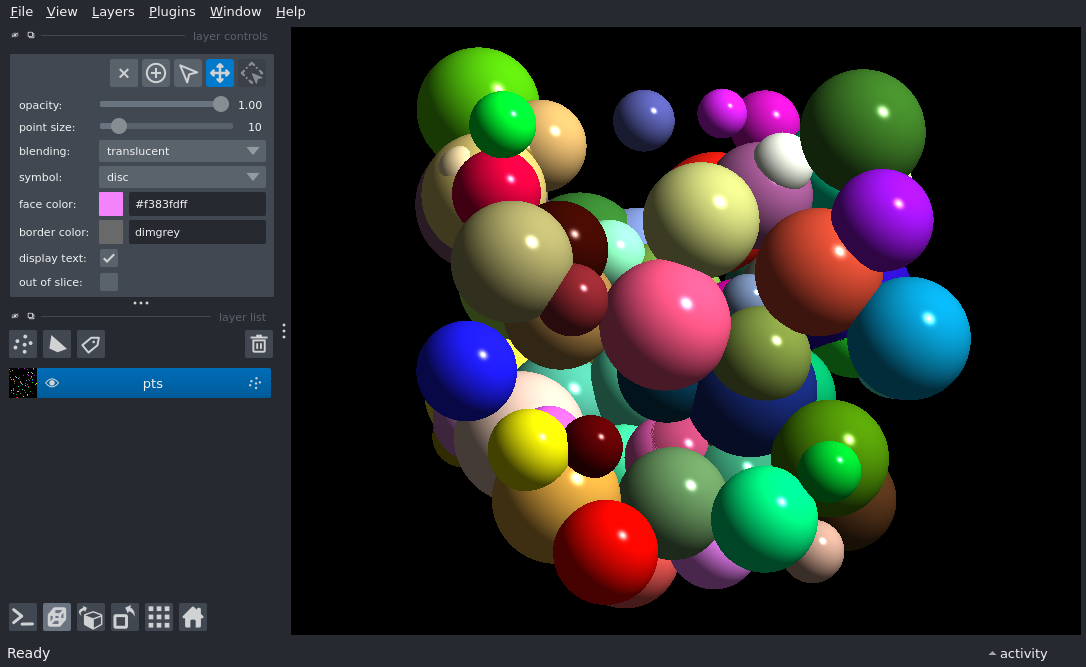 File View Layers Plugins Window Help
layer controls
opacity: 1.00
point size: 10
blending: translucent
symbol: disc
face color: #f383fdff
border color: dimgrey
display text:
out of slice:
layer list
pts
Ready
activity